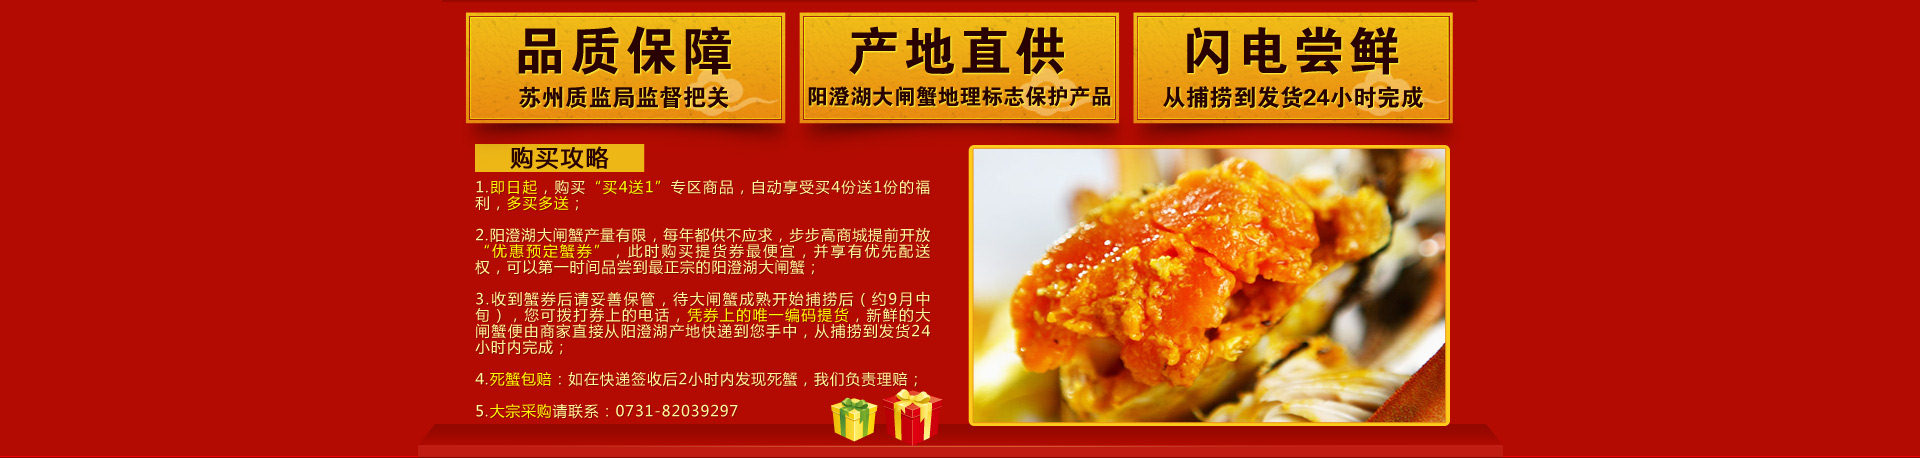 品质保障
苏州质监局监督把关
产地直供
阳澄湖大闸蟹地理标志保护产品
闪电尝鲜
从捕捞到发货24小时完成
购买攻略
1.即日起，购买“买4送1”专区商品，自动享受买4份送1份的福
利，多买多送；
2.阳澄湖大闸蟹产量有限，每年都供不应求，步步高商城提前开放
“优惠预定蟹券”，此时购买提货券最便宜，并享有优先配送
权，可以第一时间品尝到最正宗的阳澄湖大闸蟹；
3.收到蟹券后请妥善保管，待大闸蟹成熟开始捕捞后（约9月中
旬），您可拨打券上的电话，凭券上的唯一编码提货，新鲜的大
闸蟹便由商家直接从阳澄湖产地快递到您手中，从捕捞到发货24
小时内完成；
4.死蟹包赔：如在快递签收后2小时内发现死蟹，我们负责理赔；
5.大宗采购请联系：0731-82039297